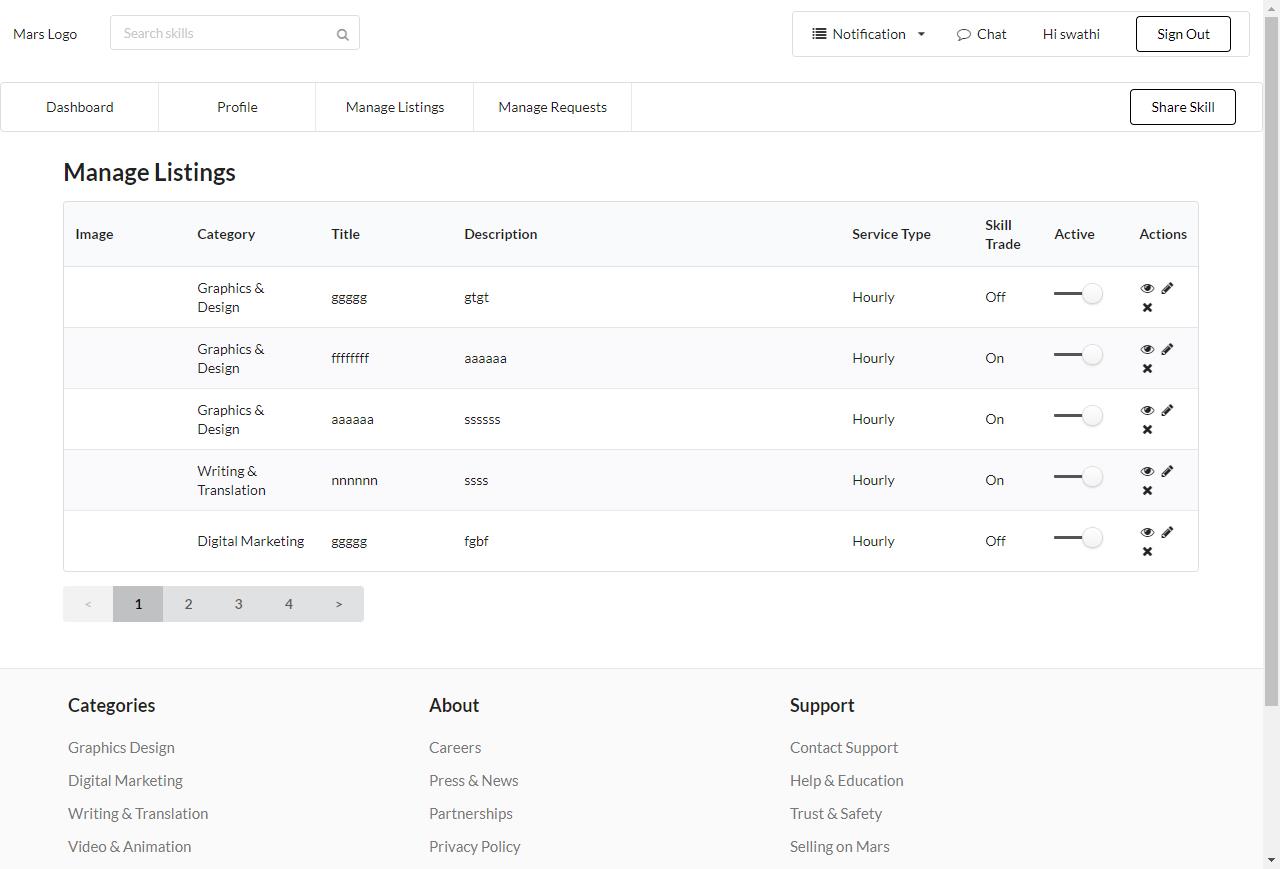 Mars Logo
Search skills
Notification
Chat
Hi swathi
Sign Out
Dashboard
Profile
Manage Listings
Manage Requests
Share Skill
Manage Listings
Image Category Title Description Service Type Skill Trade Active Actions
Graphics & Design ggggg gtgt Hourly Off
Graphics & Design ffffffff aaaaaa Hourly On
Graphics & Design aaaaaa ssssss Hourly On
Writing & Translation nnnnnn ssss Hourly On
Digital Marketing ggggg fgbf Hourly Off
< 1 2 3 4 >
Categories
Graphics Design
Digital Marketing
Writing & Translation
Video & Animation
About
Careers
Press & News
Partnerships
Privacy Policy
Support
Contact Support
Help & Education
Trust & Safety
Selling on Mars